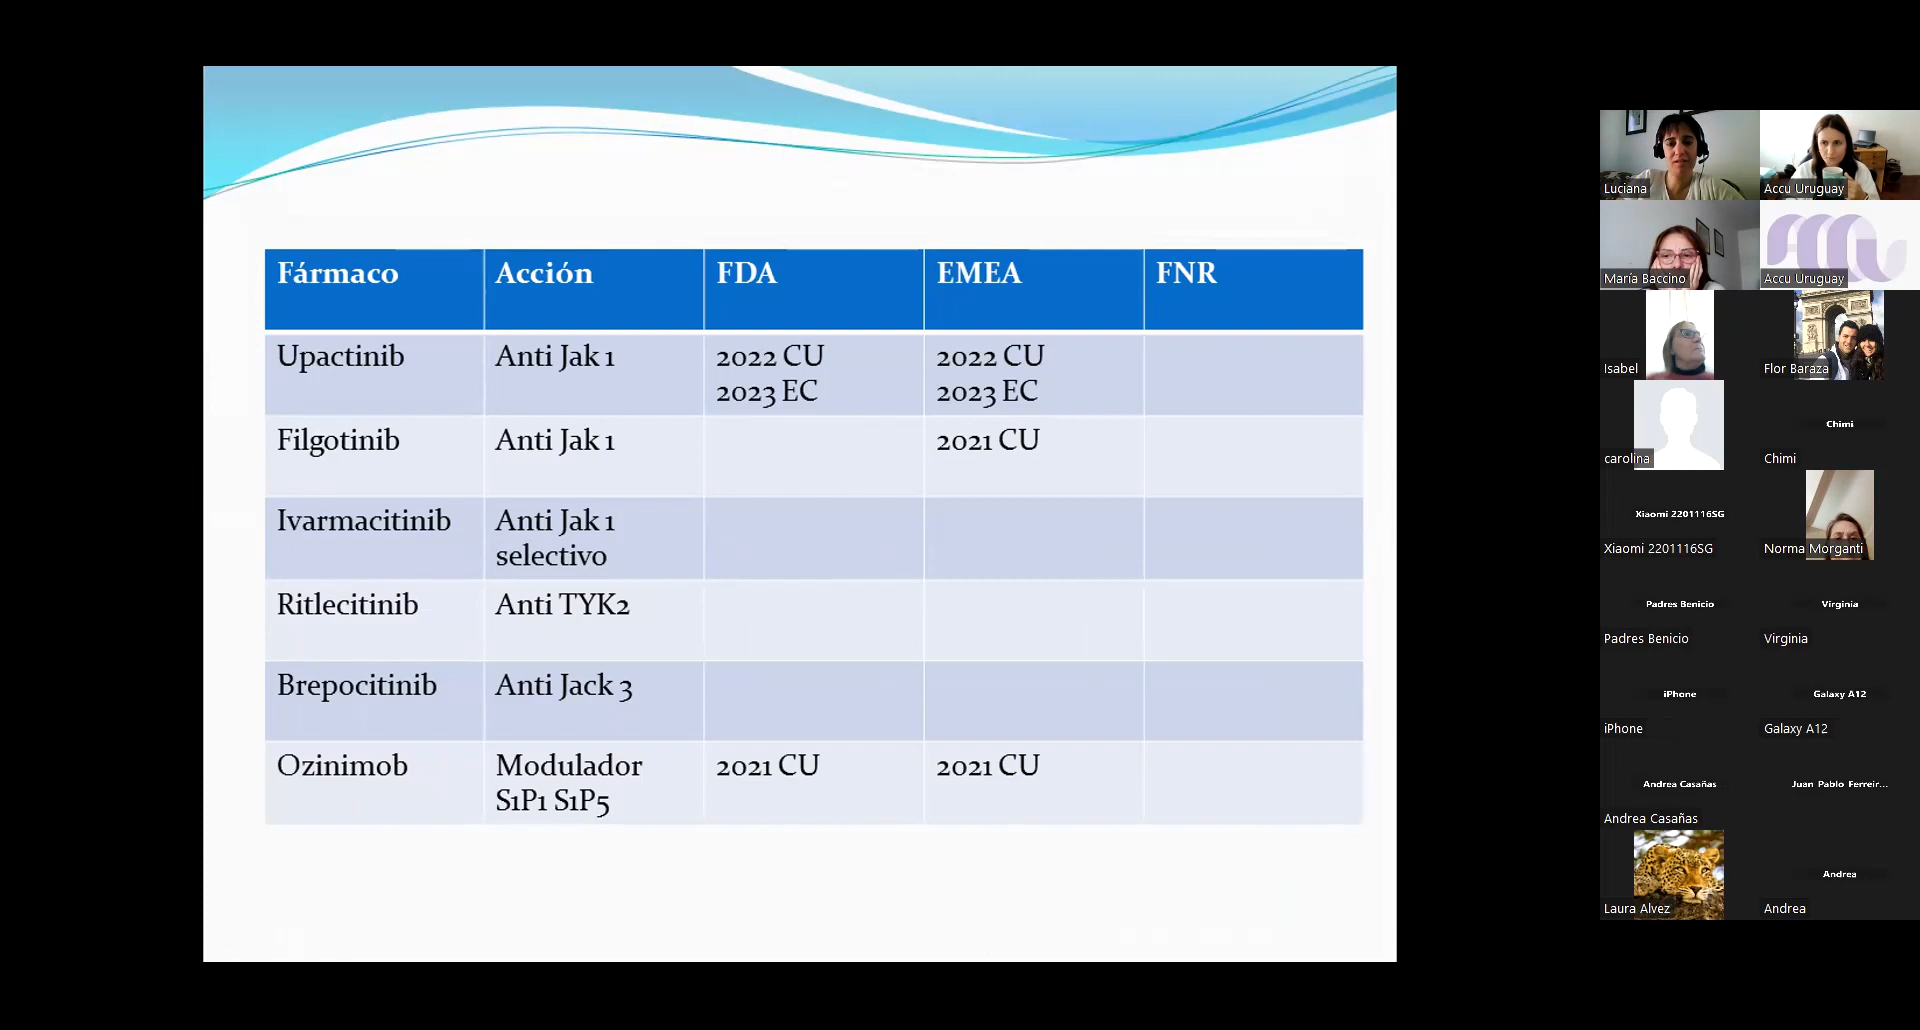 Fármaco Acción FDA EMEA FNR
Upactinib Anti Jak 1 2022 CU 2022 CU
2023 EC 2023 EC
Filgotinib Anti Jak 1 2021 CU
Ivarmacitinib Anti Jak 1
selectivo
Ritlecitinib Anti TYK2
Brepocitinib Anti Jack 3
Ozinimob Modulador 2021 CU 2021 CU
S1P1 S1P5
Luciana
Accu Uruguay
María Baccino
Accu Uruguay
Isabel
Flor Baraza
carolina
Chimi
Chimi
Xiaomi 2201116SG
Xiaomi 2201116SG
Norma Morganti
Padres Benicio
Padres Benicio
Virginia
Virginia
iPhone
iPhone
Galaxy A12
Galaxy A12
Andrea Casañas
Andrea Casañas
Juan Pablo Ferreir...
Laura Alvez
Andrea
Andrea